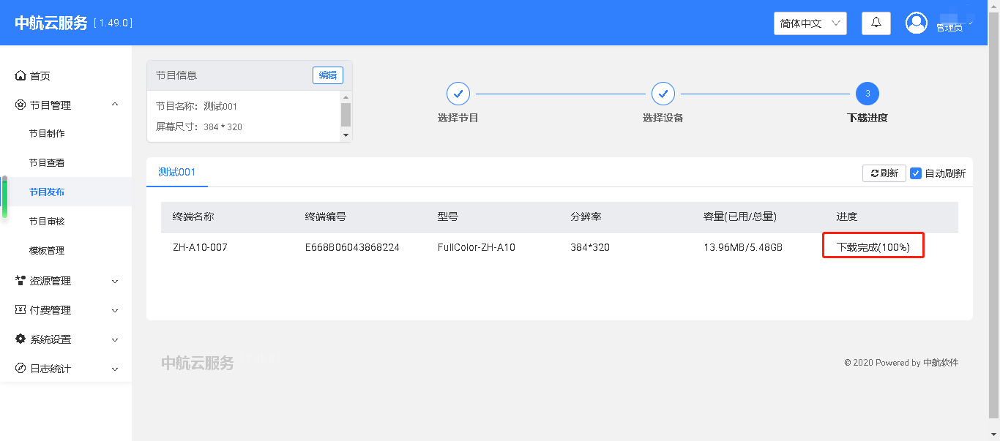 中航云服务 [ 1.49.0 ]
简体中文
管理员
首页
节目管理
节目制作
节目查看
节目发布
节目审核
模板管理
资源管理
付费管理
系统设置
日志统计
节目信息
编辑
节目名称：测试001
屏幕尺寸：384 * 320
选择节目
选择设备
3
下载进度
测试001
刷新
自动刷新
终端名称 终端编号 型号 分辨率 容量(已用/总量) 进度
ZH-A10-007 E668B06043868224 FullColor-ZH-A10 384*320 13.96MB/5.48GB 下载完成(100%)
中航云服务
© 2020 Powered by 中航软件